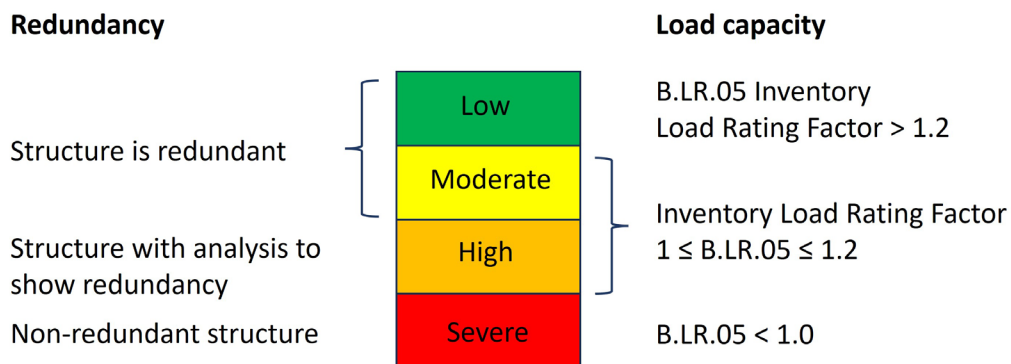 Redundancy
Load capacity
Low
B.LR.05 Inventory
Load Rating Factor > 1.2
Structure is redundant
Moderate
Inventory Load Rating Factor
1 ≤ B.LR.05 ≤ 1.2
Structure with analysis to
show redundancy
High
Non-redundant structure
Severe
B.LR.05 < 1.0